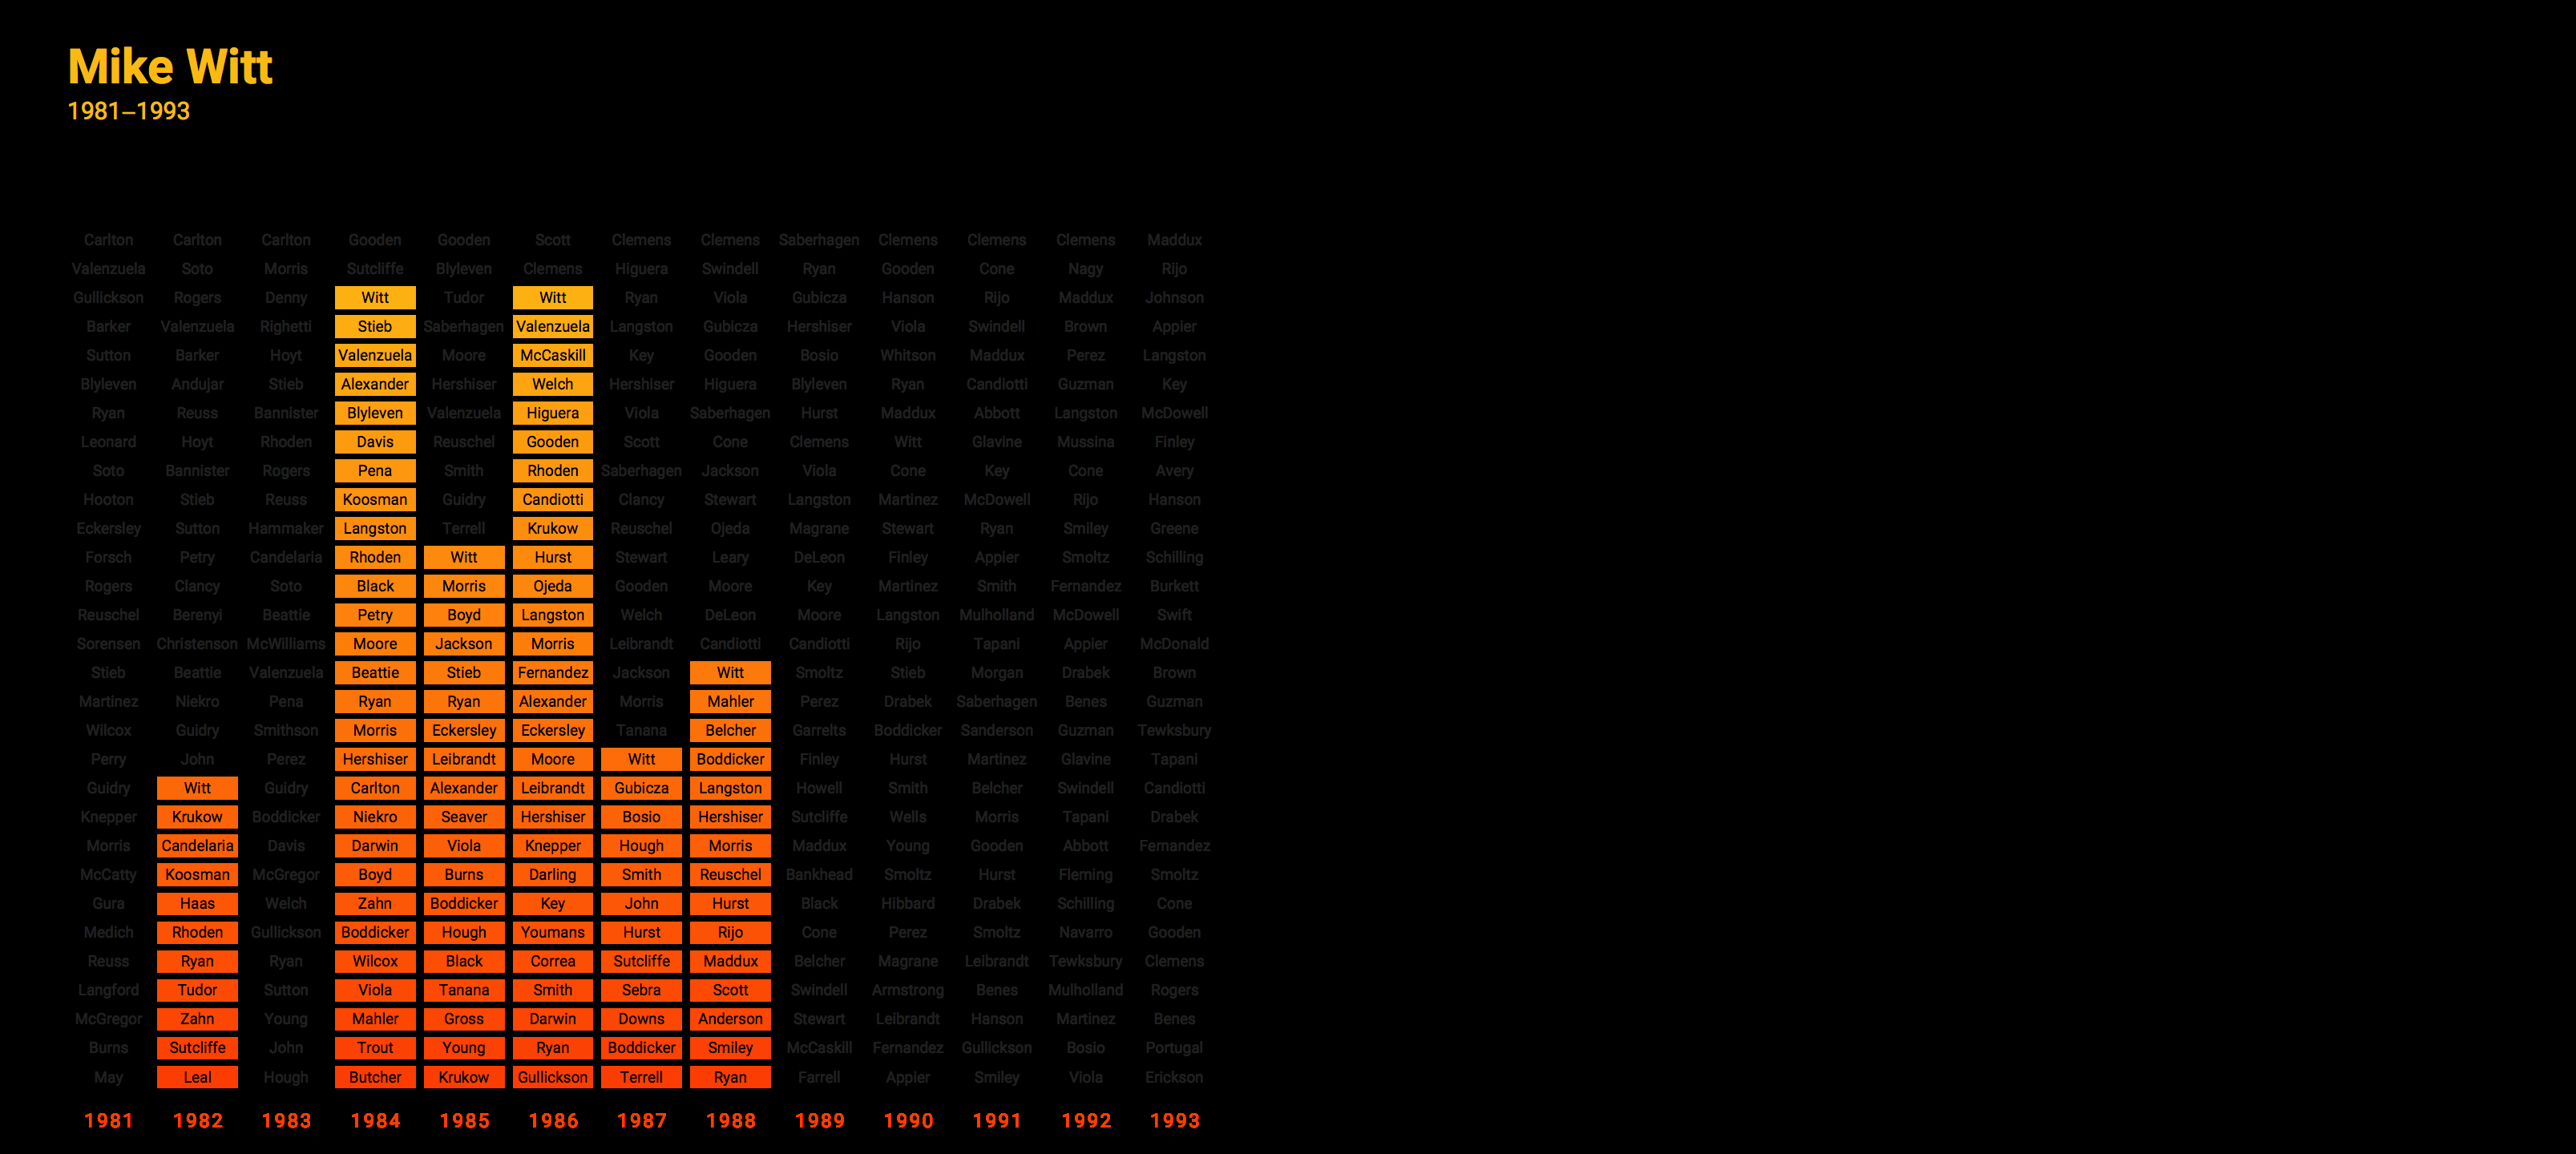 Mike Witt
1981–1993
Carlton Carlton Carlton Gooden Gooden Scott Clemens Clemens Saberhagen Clemens Clemens Clemens Maddux
Valenzuela Soto Morris Sutcliffe Blyleven Clemens Higuera Swindell Ryan Gooden Cone Nagy Rijo
Gullickson Rogers Denny Witt Tudor Witt Ryan Viola Gubicza Hanson Rijo Maddux Johnson
Barker Valenzuela Righetti Stieb Saberhagen Valenzuela Langston Gubicza Hershiser Viola Swindell Brown Appier
Sutton Barker Hoyt Valenzuela Moore McCaskill Key Gooden Bosio Whitson Maddux Perez Langston
Blyleven Andujar Stieb Alexander Hershiser Welch Hershiser Higuera Blyleven Ryan Candiotti Guzman Key
Ryan Reuss Bannister Blyleven Valenzuela Higuera Viola Saberhagen Hurst Maddux Abbott Langston McDowell
Leonard Hoyt Rhoden Davis Reuschel Gooden Scott Cone Clemens Witt Glavine Mussina Finley
Soto Bannister Rogers Pena Smith Rhoden Saberhagen Jackson Viola Cone Key Cone Avery
Hooton Stieb Reuss Koosman Guidry Candiotti Clancy Stewart Langston Martinez McDowell Rijo Hanson
Eckersley Sutton Hammaker Langston Terrell Krukow Reuschel Ojeda Magrane Stewart Ryan Smiley Greene
Forsch Petry Candelaria Rhoden Witt Hurst Stewart Leary DeLeon Finley Appier Smoltz Schilling
Rogers Clancy Soto Black Morris Ojeda Gooden Moore Key Martinez Smith Fernandez Burkett
Reuschel Berenyi Beattie Petry Boyd Langston Welch DeLeon Moore Langston Mulholland McDowell Swift
Sorensen Christenson McWilliams Moore Jackson Morris Leibrandt Candiotti Candiotti Rijo Tapani Appier McDonald
Stieb Beattie Valenzuela Beattie Stieb Fernandez Jackson Witt Smoltz Stieb Morgan Drabek Brown
Martinez Niekro Pena Ryan Ryan Alexander Morris Mahler Perez Drabek Saberhagen Benes Guzman
Wilcox Guidry Smithson Morris Eckersley Eckersley Tanana Belcher Garrelts Boddicker Sanderson Guzman Tewksbury
Perry John Perez Hershiser Leibrandt Moore Witt Boddicker Finley Hurst Martinez Glavine Tapani
Guidry Witt Guidry Carlton Alexander Leibrandt Gubicza Langston Howell Smith Belcher Swindell Candiotti
Knepper Krukow Boddicker Niekro Seaver Hershiser Bosio Hershiser Sutcliffe Wells Morris Tapani Drabek
Morris Candelaria Davis Darwin Viola Knepper Hough Morris Maddux Young Gooden Abbott Fernandez
McCatty Koosman McGregor Boyd Burns Darling Smith Reuschel Bankhead Smoltz Hurst Fleming Smoltz
Gura Haas Welch Zahn Boddicker Key John Hurst Black Hibbard Drabek Schilling Cone
Medich Rhoden Gullickson Boddicker Hough Youmans Hurst Rijo Cone Perez Smoltz Navarro Gooden
Reuss Ryan Ryan Wilcox Black Correa Sutcliffe Maddux Belcher Magrane Leibrandt Tewksbury Clemens
Langford Tudor Sutton Viola Tanana Smith Sebra Scott Swindell Armstrong Benes Mulholland Rogers
McGregor Zahn Young Mahler Gross Darwin Downs Anderson Stewart Leibrandt Hanson Martinez Benes
Burns Sutcliffe John Trout Young Ryan Boddicker Smiley McCaskill Fernandez Gullickson Bosio Portugal
May Leal Hough Butcher Krukow Gullickson Terrell Ryan Farrell Appier Smiley Viola Erickson
1981 1982 1983 1984 1985 1986 1987 1988 1989 1990 1991 1992 1993